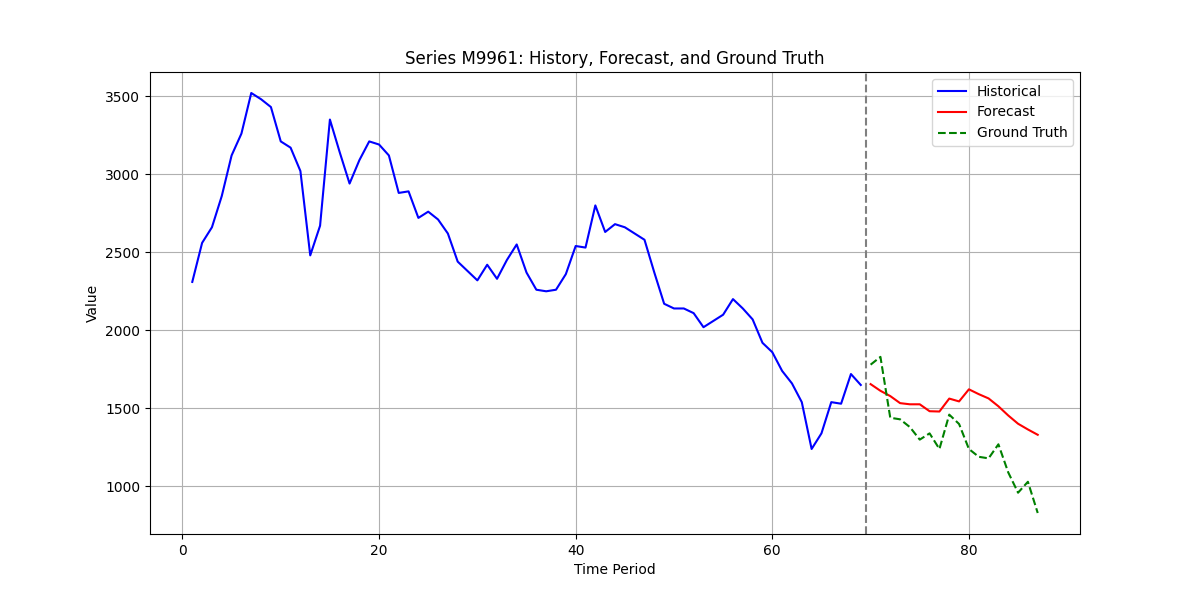 Series M9961: History, Forecast, and Ground Truth
Historical
Forecast
Ground Truth
3500
3000
2500
2000
1500
1000
Value
0 20 40 60 80
Time Period